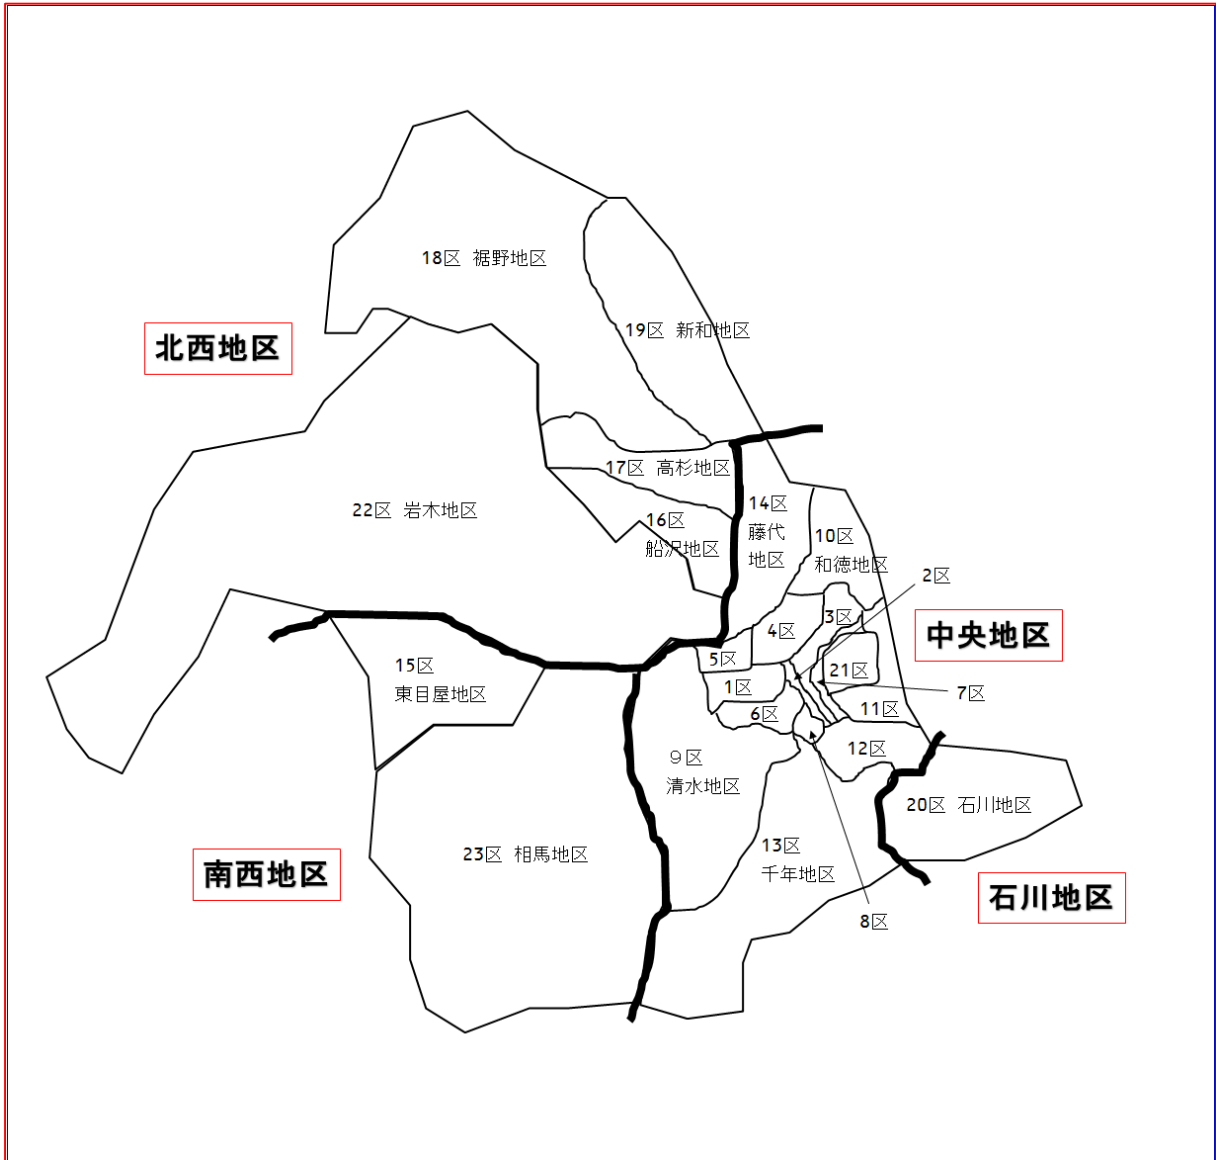 18区 裾野地区
19区 新和地区
北西地区
17区 高杉地区
22区 岩木地区
16区
船沢地区
14区
藤代
地区
10区
和徳地区
2区
3区
4区
中央地区
5区
15区
東目屋地区
21区
1区
7区
6区
11区
12区
9区
清水地区
20区 石川地区
13区
千年地区
23区 相馬地区
南西地区
石川地区
8区